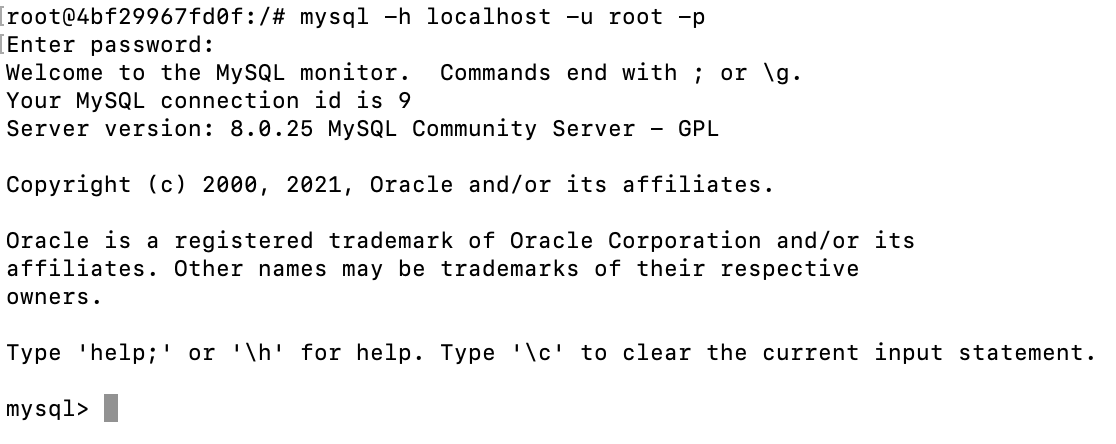 [root@4bf29967fd0f:/# mysql -h localhost -u root -p
[Enter password:
Welcome to the MySQL monitor.  Commands end with ; or \g.
Your MySQL connection id is 9
Server version: 8.0.25 MySQL Community Server - GPL
Copyright (c) 2000, 2021, Oracle and/or its affiliates.
Oracle is a registered trademark of Oracle Corporation and/or its
affiliates. Other names may be trademarks of their respective
owners.
Type 'help;' or '\h' for help. Type '\c' to clear the current input statement.
mysql>